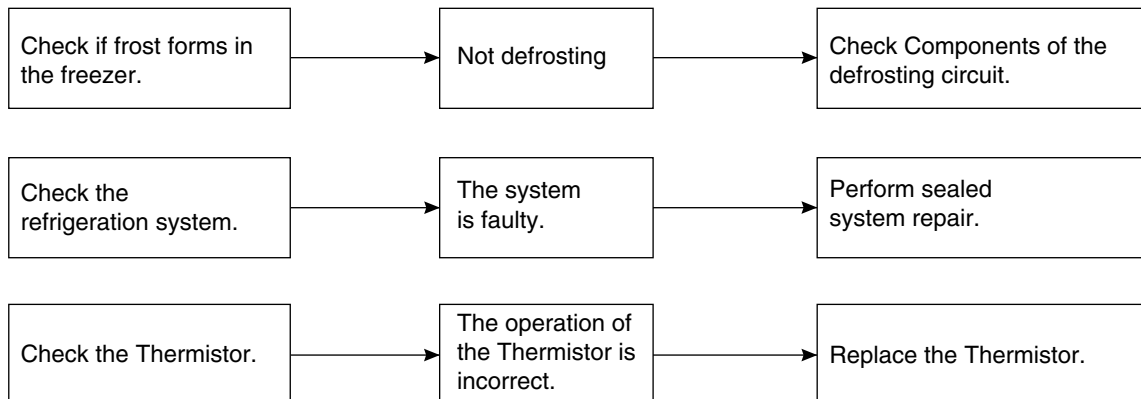 Check if frost forms in
the freezer.
Not defrosting
Check Components of the
defrosting circuit.
Check the
refrigeration system.
The system
is faulty.
Perform sealed
system repair.
Check the Thermistor.
The operation of
the Thermistor is
incorrect.
Replace the Thermistor.